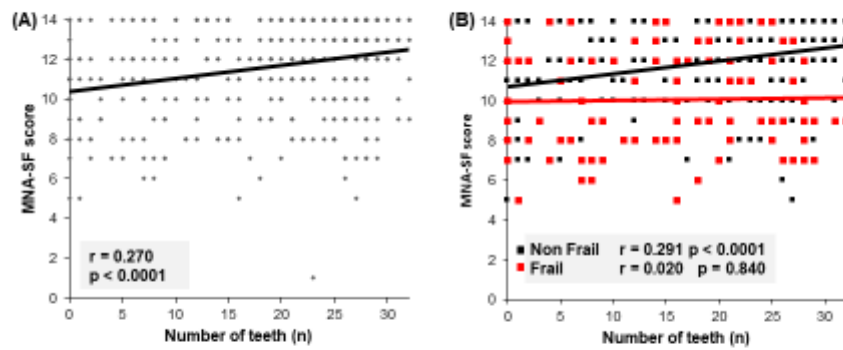 (A)
MNA-SF score
14
12
10
8
6
4
2
0
r = 0.270
p < 0.0001
0 5 10 15 20 25 30
Number of teeth (n)
(B)
MNA-SF score
14
12
10
8
6
4
2
0
Non Frail r = 0.291 p < 0.0001
Frail r = 0.020 p = 0.840
0 5 10 15 20 25 30
Number of teeth (n)